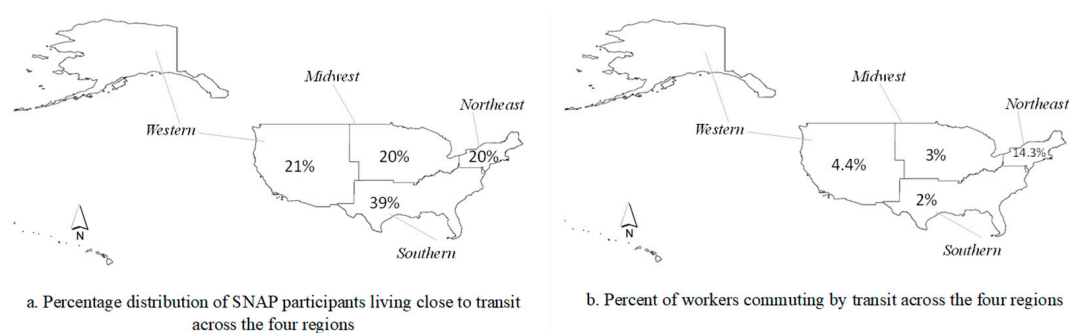 Midwest
Northeast
Western
21%
20%
20%
39%
N
Southern
a. Percentage distribution of SNAP participants living close to transit
across the four regions
Midwest
Northeast
Western
4.4%
3%
14.3%
2%
N
Southern
b. Percent of workers commuting by transit across the four regions